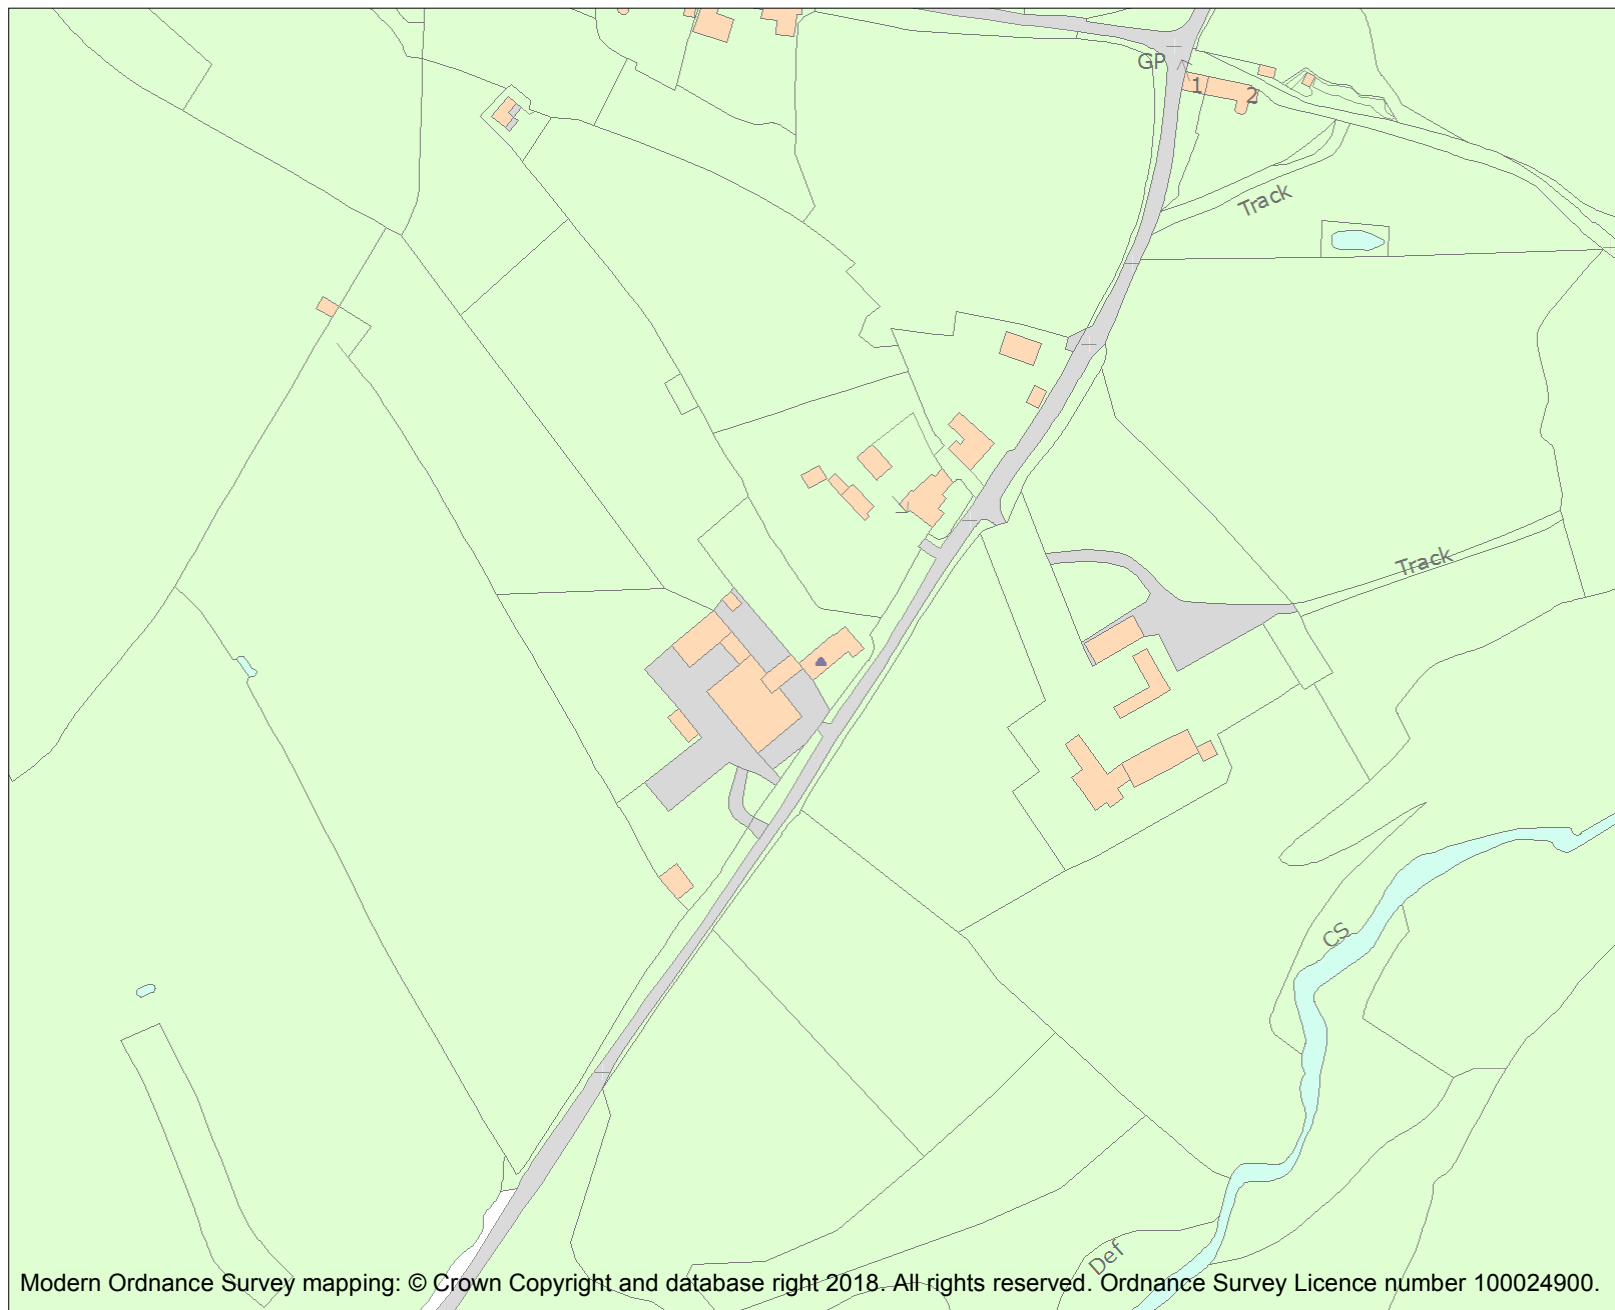 GP
1
2
Track
Track
CS
Def
Modern Ordnance Survey mapping: © Crown Copyright and database right 2018. All rights reserved. Ordnance Survey Licence number 100024900.